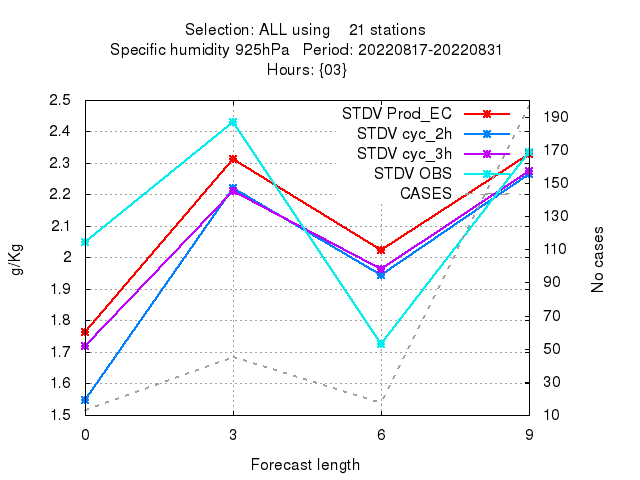 Selection: ALL using    21 stations
Specific humidity 925hPa   Period: 20220817-20220831
Hours: {03}
STDV Prod_EC
STDV cyc_2h
STDV cyc_3h
STDV OBS
CASES
2.5
2.4
2.3
2.2
2.1
2
1.9
1.8
1.7
1.6
1.5
g/Kg
190
170
150
130
110
90
70
50
30
10
No cases
0 3 6 9
Forecast length